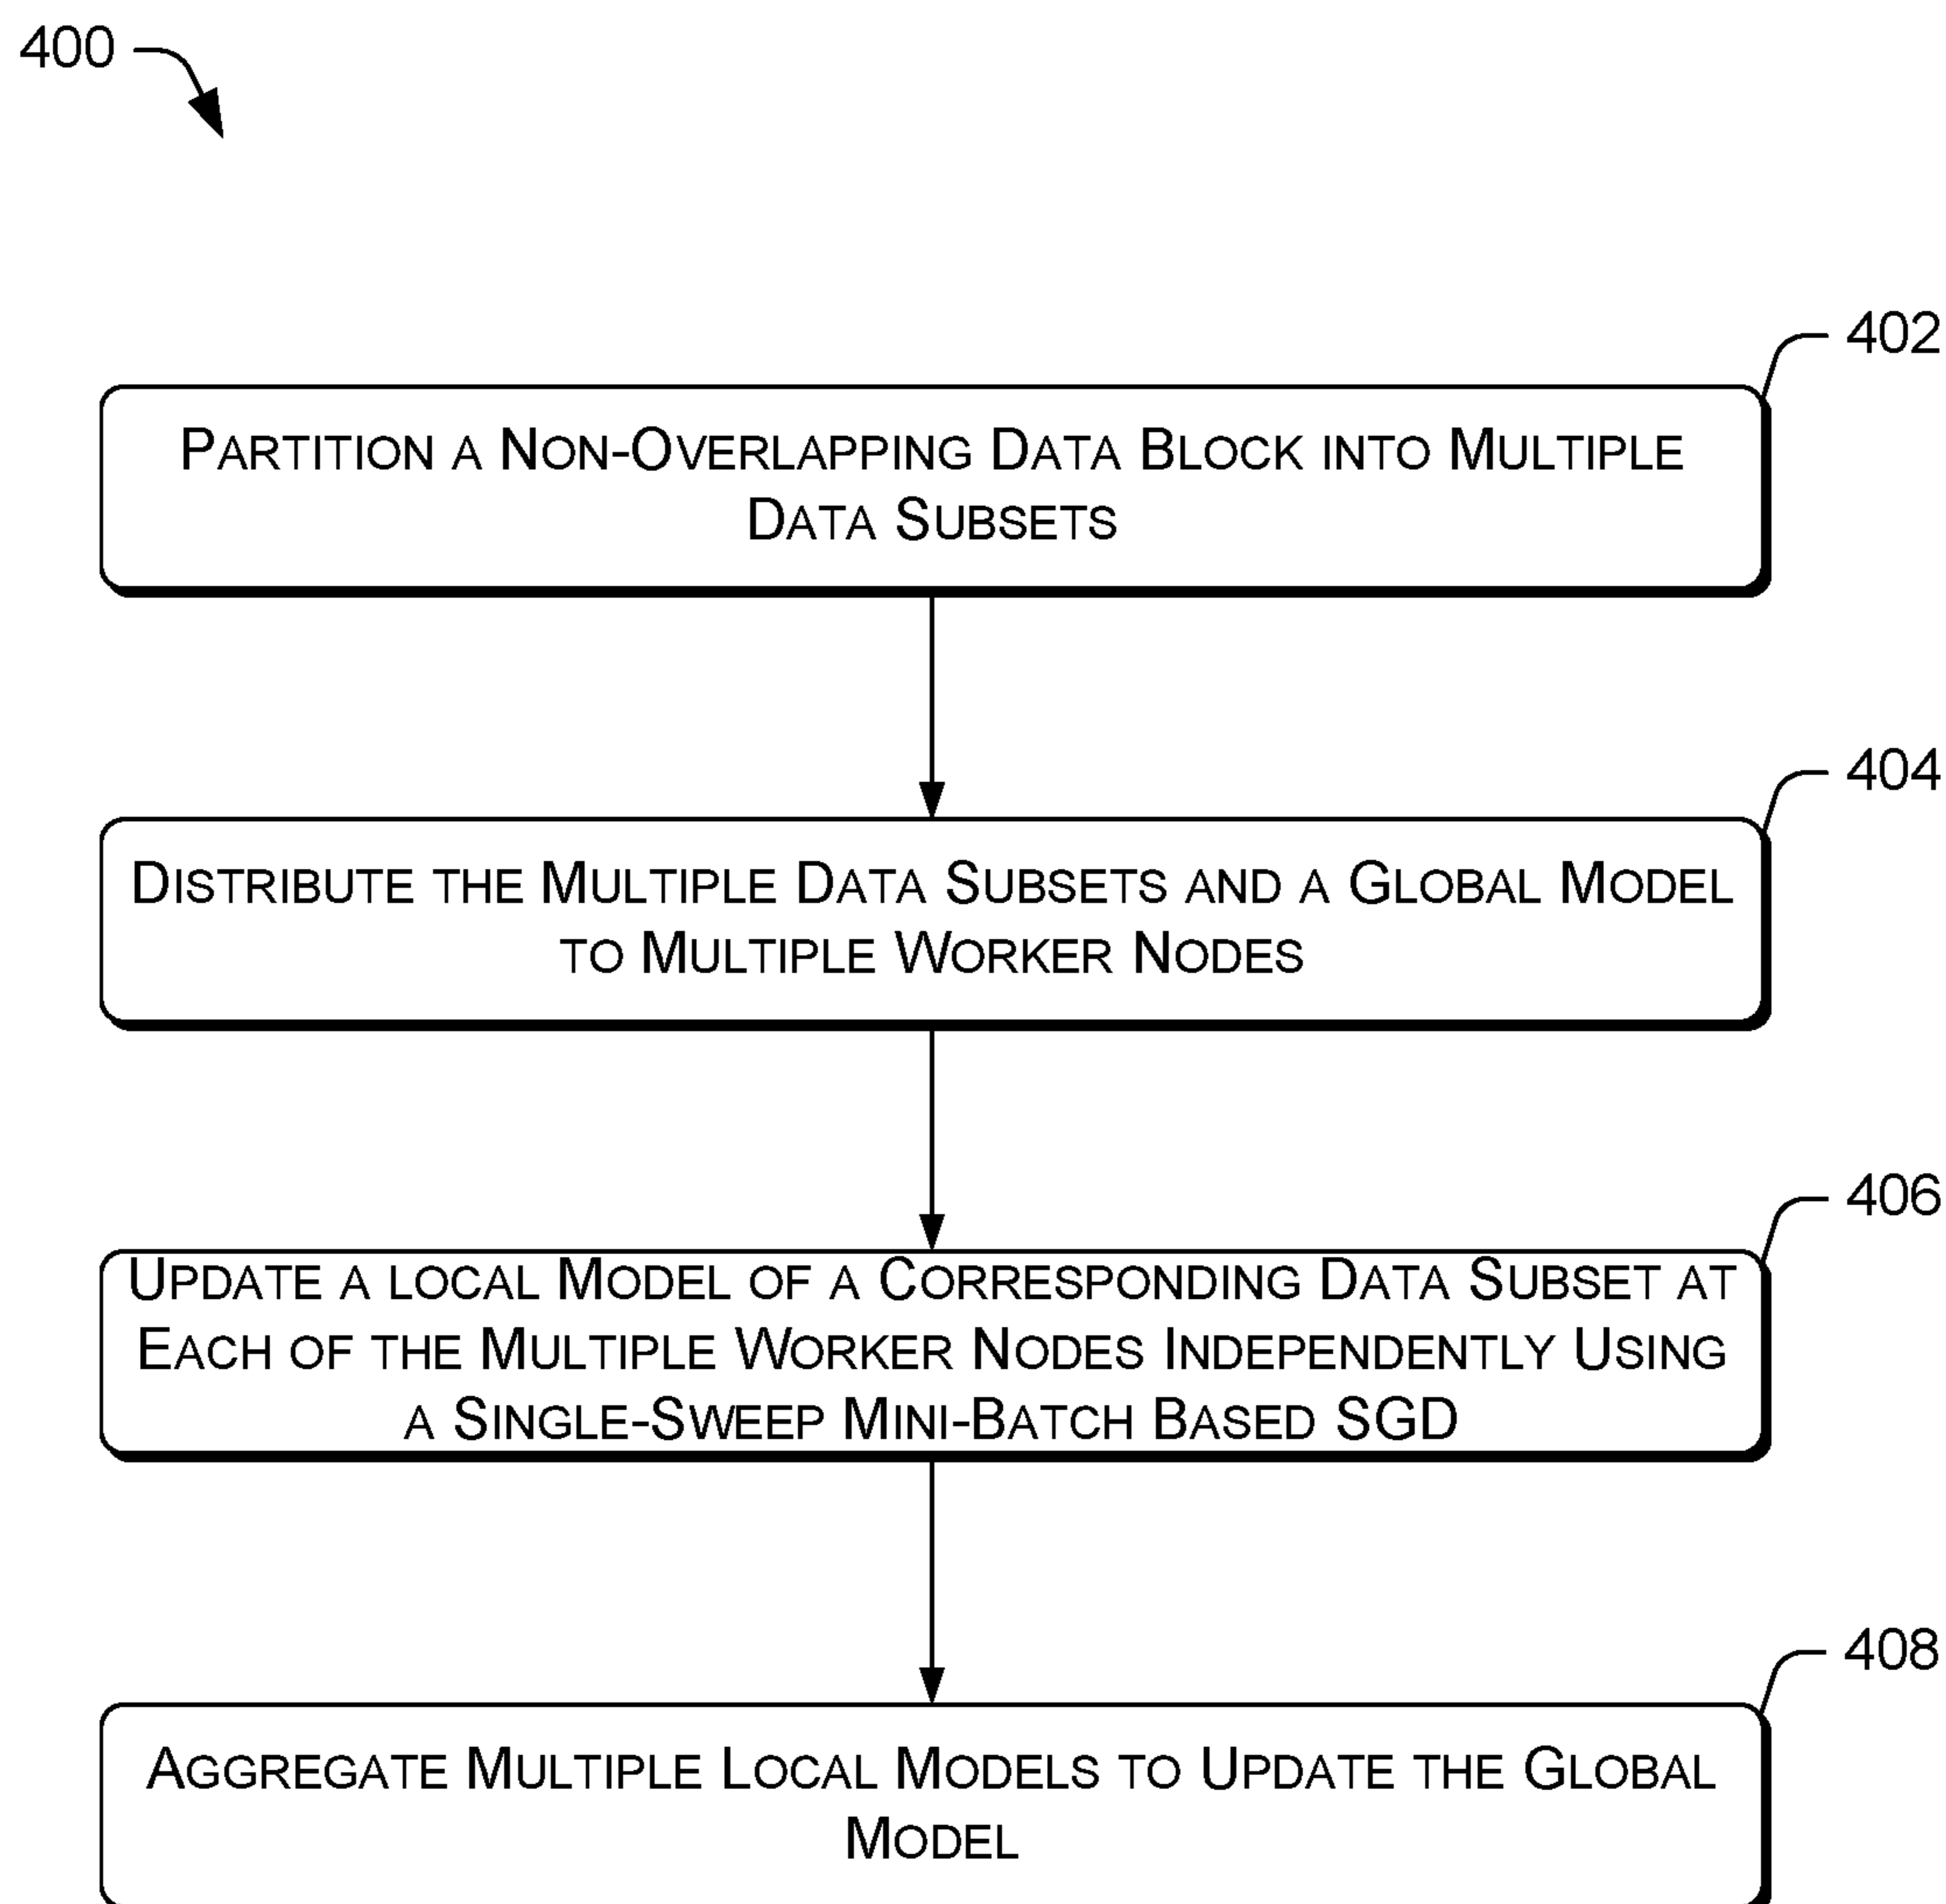 400
402
PARTITION A NON-OVERLAPPING DATA BLOCK INTO MULTIPLE
DATA SUBSETS
404
DISTRIBUTE THE MULTIPLE DATA SUBSETS AND A GLOBAL MODEL
TO MULTIPLE WORKER NODES
406
UPDATE A LOCAL MODEL OF A CORRESPONDING DATA SUBSET AT
EACH OF THE MULTIPLE WORKER NODES INDEPENDENTLY USING
A SINGLE-SWEEP MINI-BATCH BASED SGD
408
AGGREGATE MULTIPLE LOCAL MODELS TO UPDATE THE GLOBAL
MODEL